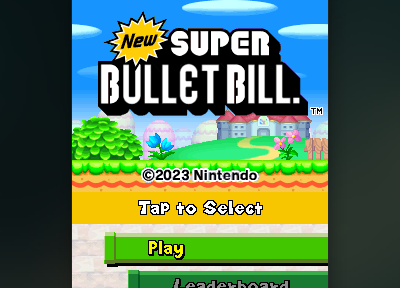 New SUPER
BULLET BILL.
TM
©2023 Nintendo
Tap to Select
Play
Leaderboard